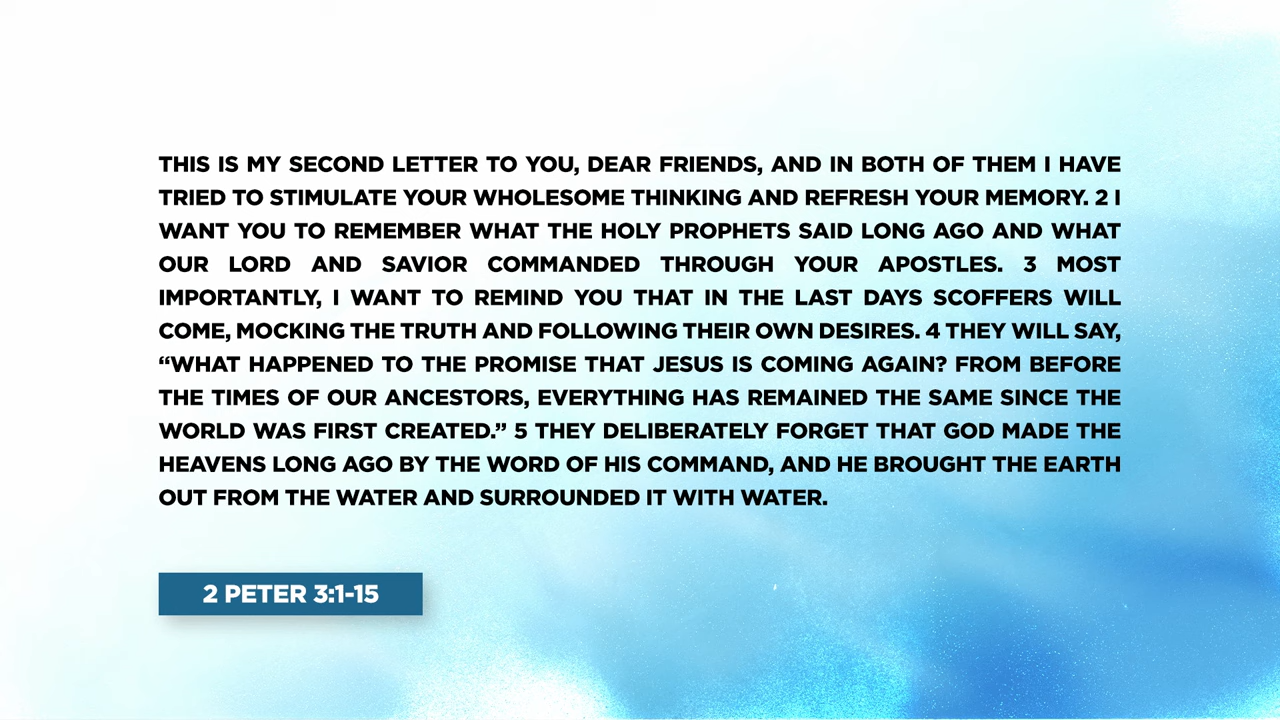 THIS IS MY SECOND LETTER TO YOU, DEAR FRIENDS, AND IN BOTH OF THEM I HAVE
TRIED TO STIMULATE YOUR WHOLESOME THINKING AND REFRESH YOUR MEMORY. 2 I
WANT YOU TO REMEMBER WHAT THE HOLY PROPHETS SAID LONG AGO AND WHAT
OUR LORD AND SAVIOR COMMANDED THROUGH YOUR APOSTLES. 3 MOST
IMPORTANTLY, I WANT TO REMIND YOU THAT IN THE LAST DAYS SCOFFERS WILL
COME, MOCKING THE TRUTH AND FOLLOWING THEIR OWN DESIRES. 4 THEY WILL SAY,
“WHAT HAPPENED TO THE PROMISE THAT JESUS IS COMING AGAIN? FROM BEFORE
THE TIMES OF OUR ANCESTORS, EVERYTHING HAS REMAINED THE SAME SINCE THE
WORLD WAS FIRST CREATED.” 5 THEY DELIBERATELY FORGET THAT GOD MADE THE
HEAVENS LONG AGO BY THE WORD OF HIS COMMAND, AND HE BROUGHT THE EARTH
OUT FROM THE WATER AND SURROUNDED IT WITH WATER.
2 PETER 3:1-15